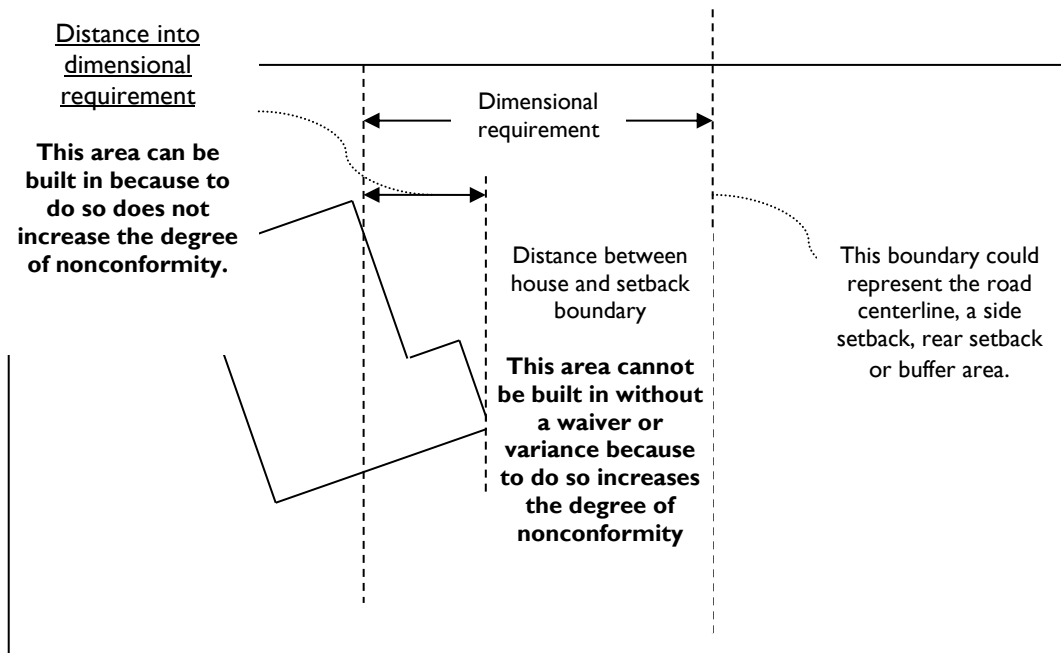 Distance into
dimensional
requirement
This area can be
built in because to
do so does not
increase the degree
of nonconformity.
Dimensional
requirement
Distance between
house and setback
boundary
This area cannot
be built in without
a waiver or
variance because
to do so increases
the degree of
nonconformity
This boundary could
represent the road
centerline, a side
setback, rear setback
or buffer area.